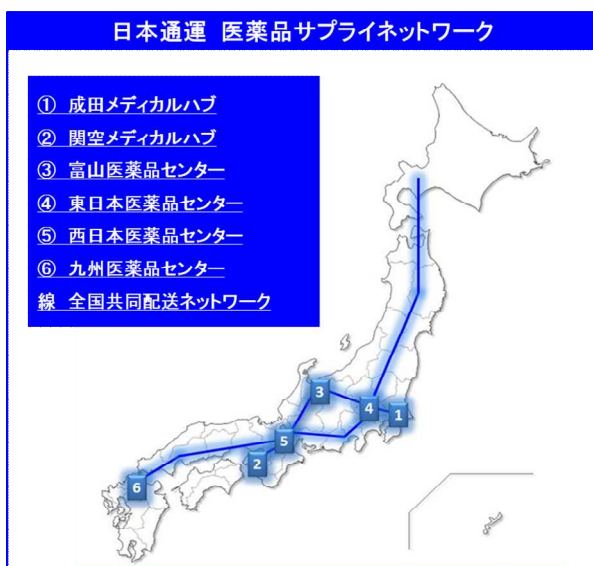 日本通運 医薬品サプライネットワーク
① 成田メディカルハブ
② 関空メディカルハブ
③ 富山医薬品センター
④ 東日本医薬品センター
⑤ 西日本医薬品センター
⑥ 九州医薬品センター
線 全国共同配送ネットワーク
3
4
1
5
2
6